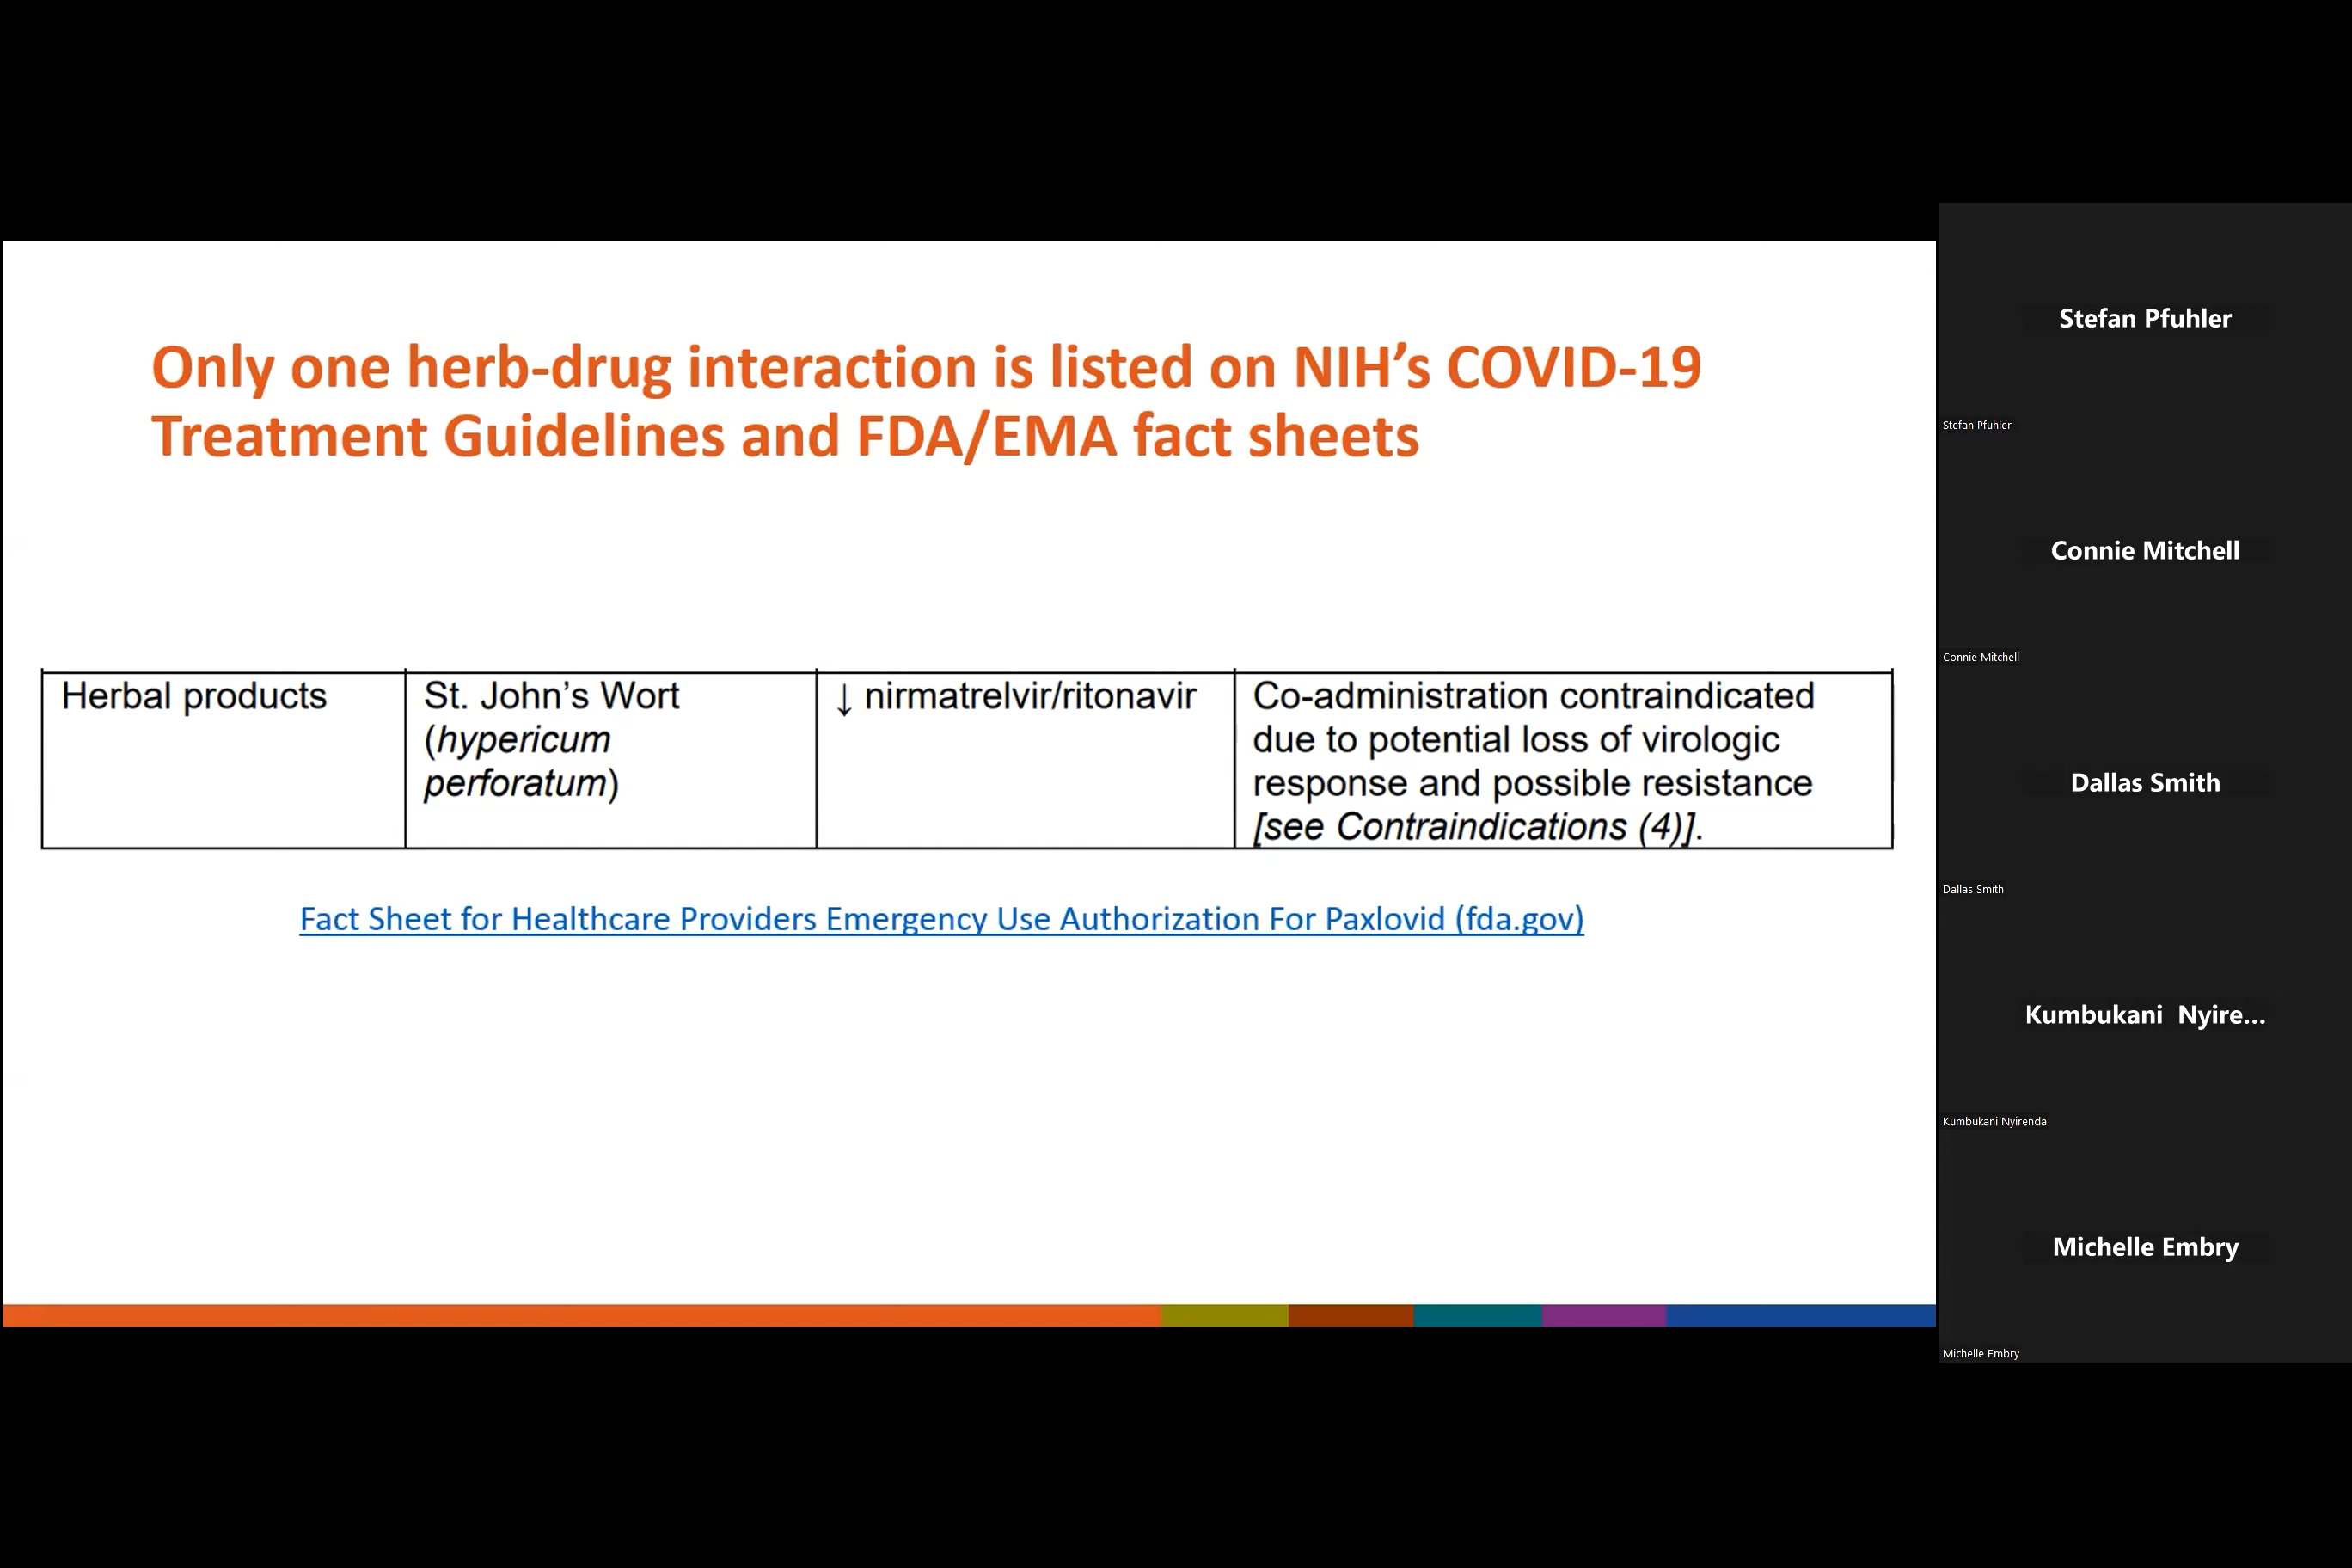 Only one herb-drug interaction is listed on NIH’s COVID-19
Treatment Guidelines and FDA/EMA fact sheets
Herbal products
St. John’s Wort
(hypericum
perforatum)
↓ nirmatrelvir/ritonavir
Co-administration contraindicated
due to potential loss of virologic
response and possible resistance
[see Contraindications (4)].
Fact Sheet for Healthcare Providers Emergency Use Authorization For Paxlovid (fda.gov)
Stefan Pfuhler
Stefan Pfuhler
Connie Mitchell
Connie Mitchell
Dallas Smith
Dallas Smith
Kumbukani Nyire...
Kumbukani Nyirenda
Michelle Embry
Michelle Embry